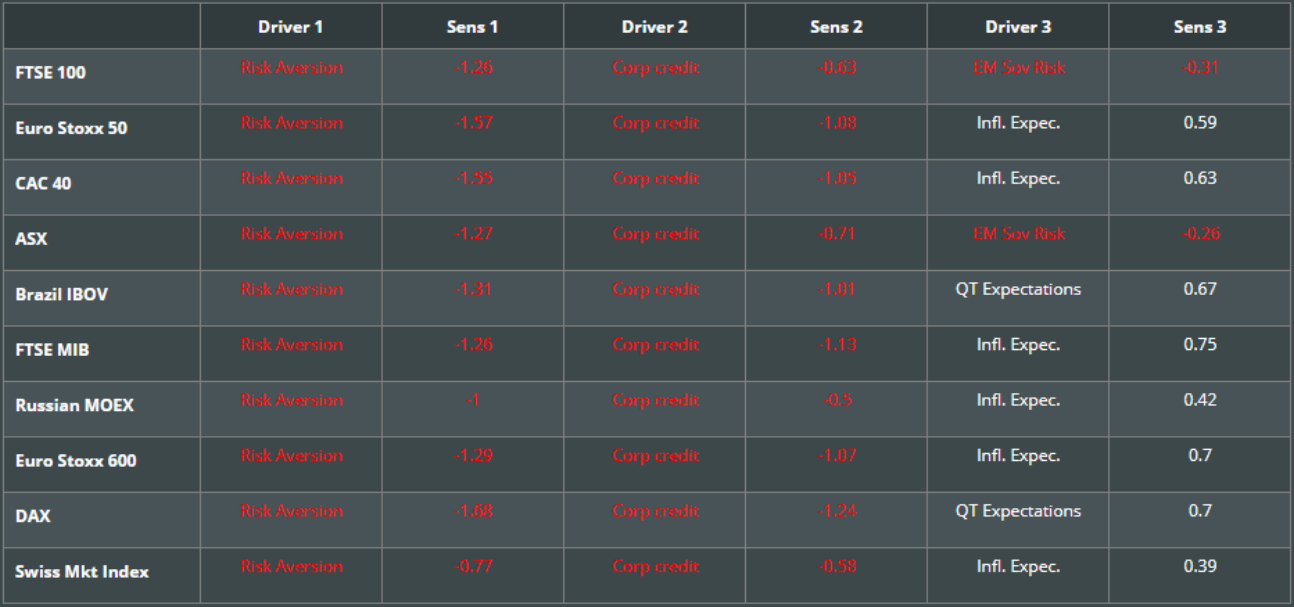 Driver 1 Sens 1 Driver 2 Sens 2 Driver 3 Sens 3
FTSE 100 Risk Aversion -1.26 Corp credit -0.63 EM Sov Risk -0.31
Euro Stoxx 50 Risk Aversion -1.57 Corp credit -1.08 Infl. Expec. 0.59
CAC 40 Risk Aversion -1.55 Corp credit -1.05 Infl. Expec. 0.63
ASX Risk Aversion -1.27 Corp credit -0.71 EM Sov Risk -0.26
Brazil IBOV Risk Aversion -1.31 Corp credit -1.01 QT Expectations 0.67
FTSE MIB Risk Aversion -1.26 Corp credit -1.13 Infl. Expec. 0.75
Russian MOEX Risk Aversion -1 Corp credit -0.5 Infl. Expec. 0.42
Euro Stoxx 600 Risk Aversion -1.29 Corp credit -1.07 Infl. Expec. 0.7
DAX Risk Aversion -1.68 Corp credit -1.24 QT Expectations 0.7
Swiss Mkt Index Risk Aversion -0.77 Corp credit -0.58 Infl. Expec. 0.39